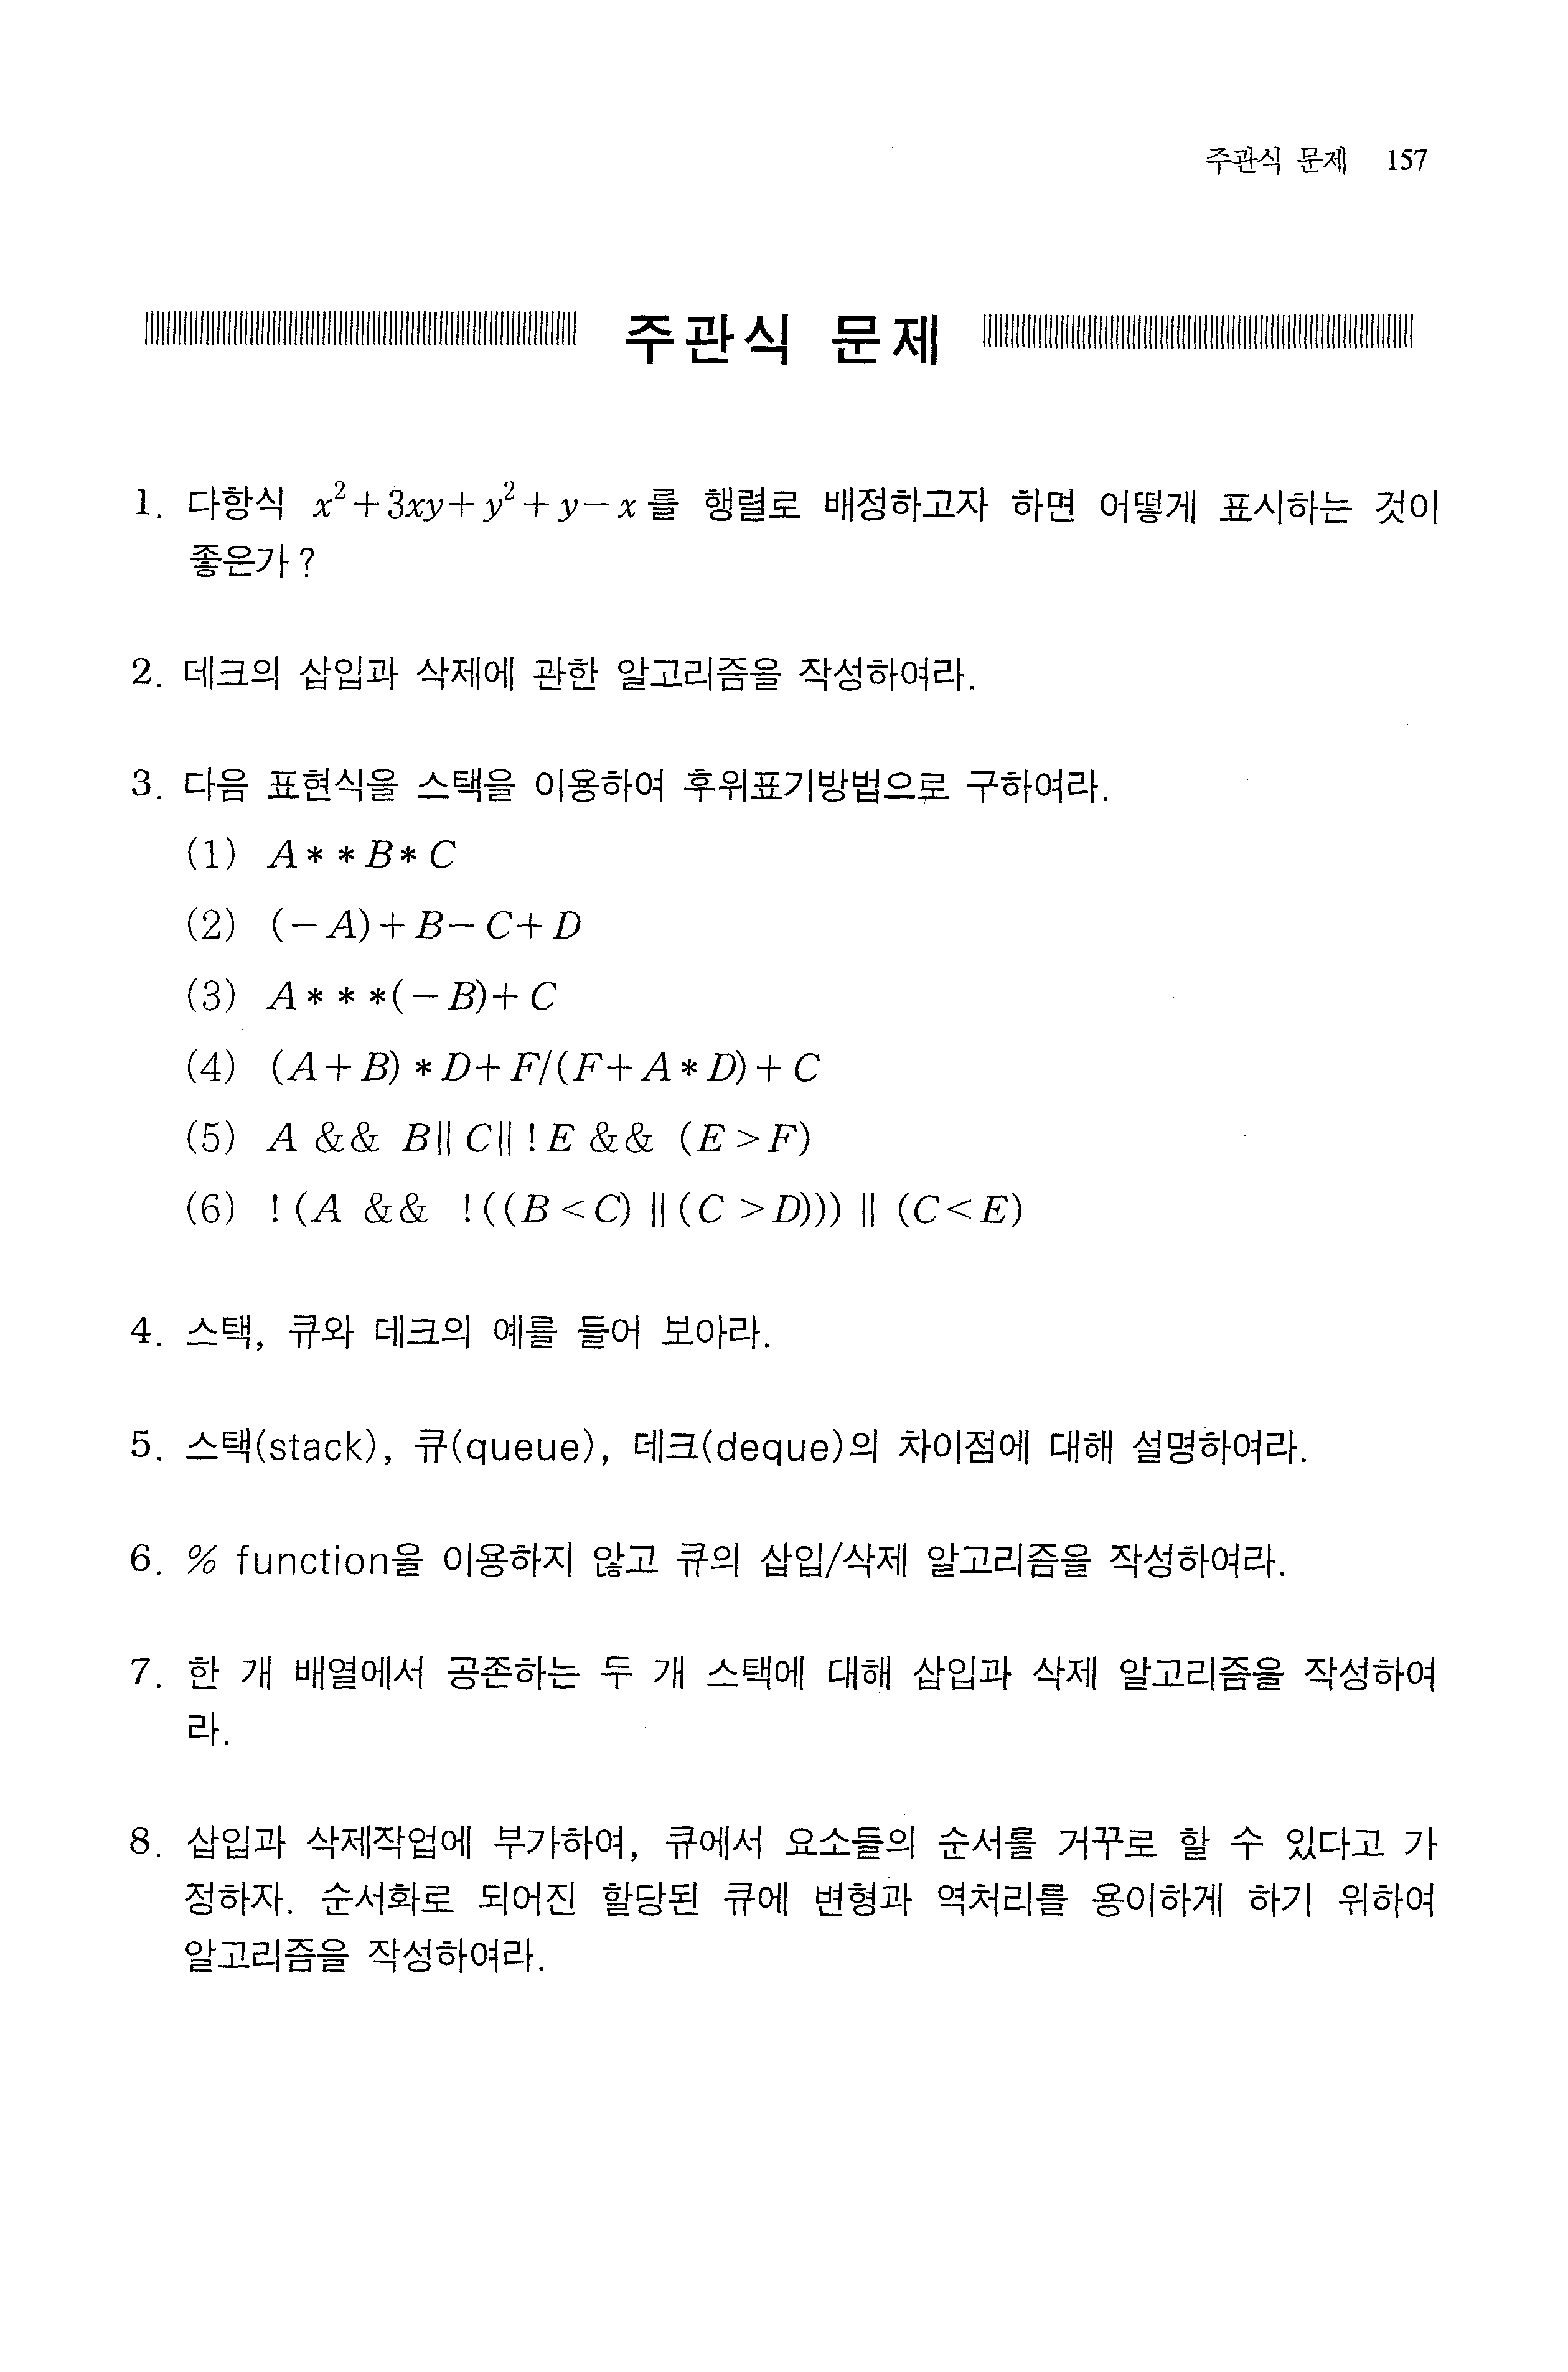 주관식 문제 157
주관식 문제
1. 다항식 x²+3xy+y²+y−x를 행렬로 배정하고자 하면 어떻게 표시하는 것이
좋은가?
2. 데크의 삽입과 삭제에 관한 알고리즘을 작성하여라.
3. 다음 표현식을 스택을 이용하여 후위표기방법으로 구하여라.
(1) A**B*C
(2) (−A)+B−C+D
(3) A***(−B)+C
(4) (A+B)*D+F/(F+A*D)+C
(5) A && B||C||!E && (E>F)
(6) !(A && !((B<C)||(C>D)))||(C<E)
4. 스택, 큐와 데크의 예를 들어 보아라.
5. 스택(stack), 큐(queue), 데크(deque)의 차이점에 대해 설명하여라.
6. % function을 이용하지 않고 큐의 삽입/삭제 알고리즘을 작성하여라.
7. 한 개 배열에서 공존하는 두 개 스택에 대해 삽입과 삭제 알고리즘을 작성하여
라.
8. 삽입과 삭제작업에 부가하여, 큐에서 요소들의 순서를 거꾸로 할 수 있다고 가
정하자. 순서화로 되어진 할당된 큐에 변형과 역처리를 용이하게 하기 위하여
알고리즘을 작성하여라.